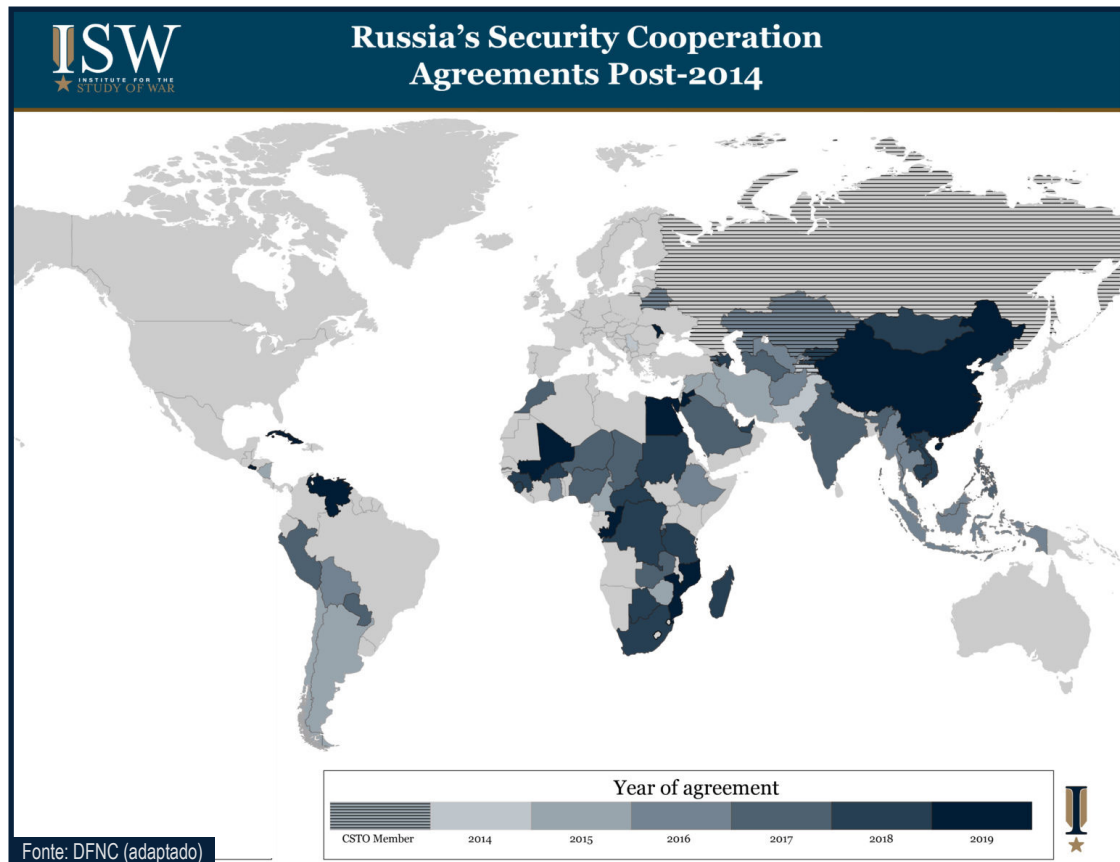 ISW
INSTITUTE FOR THE
STUDY OF WAR
Russia's Security Cooperation
Agreements Post-2014
Year of agreement
CSTO Member 2014 2015 2016 2017 2018 2019
Fonte: DFNC (adaptado)